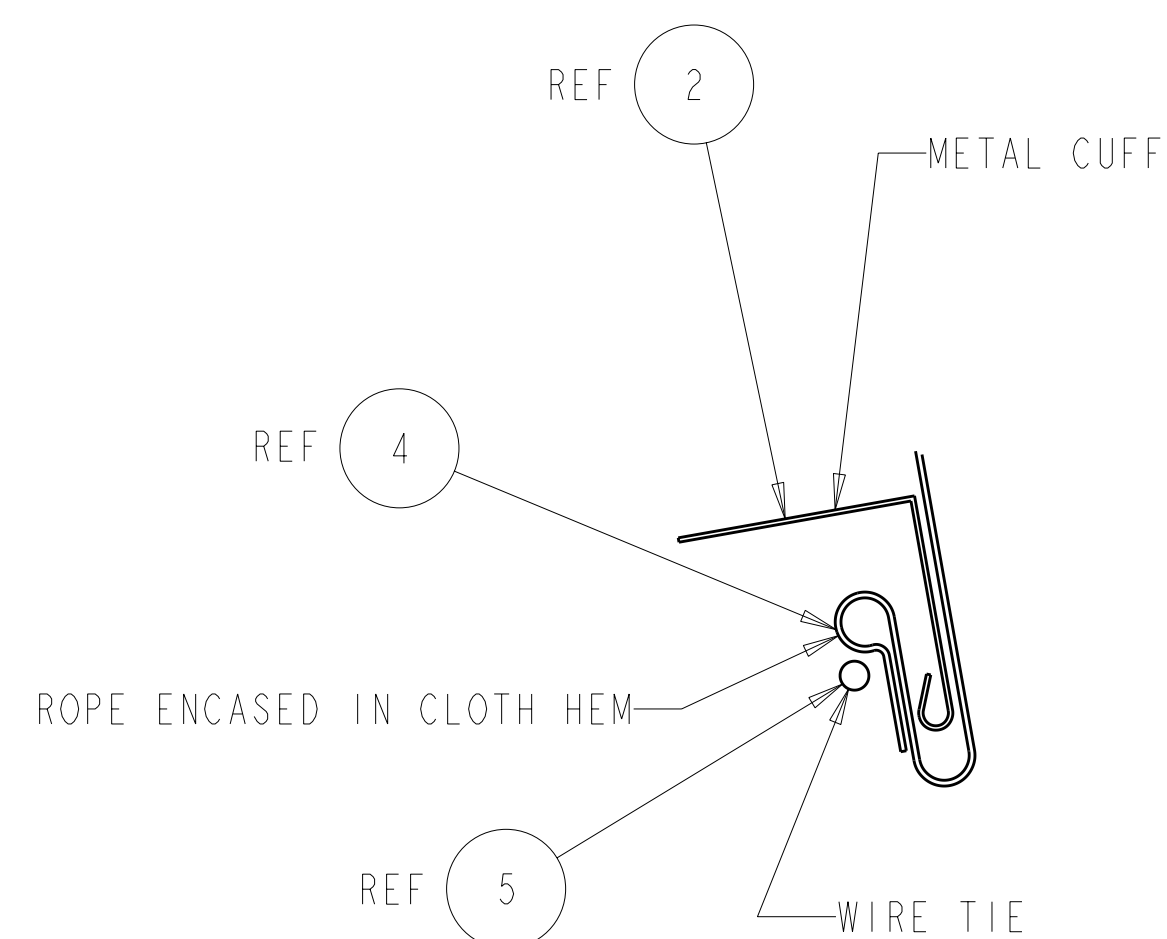 REF 2
METAL CUFF
REF 4
ROPE ENCASED IN CLOTH HEM
REF 5
WIRE TIE